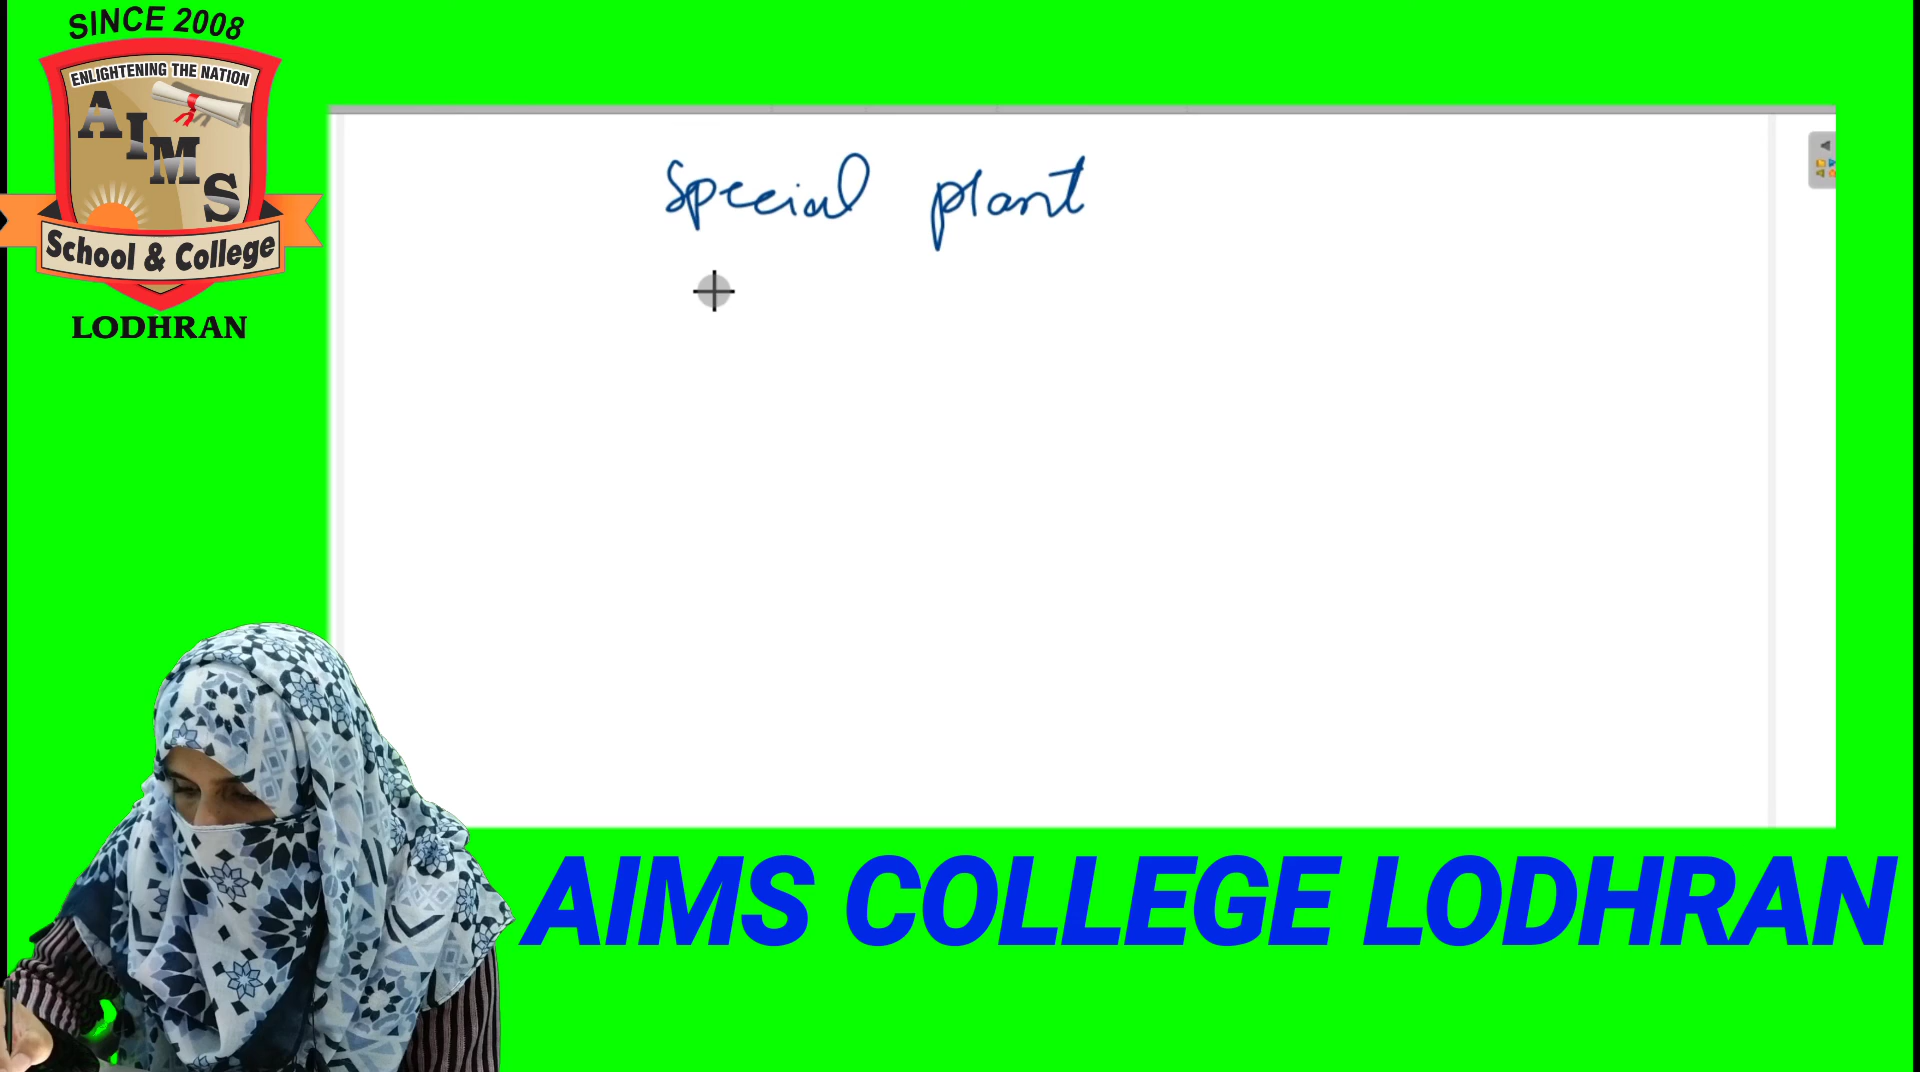 SINCE 2008
ENLIGHTENING THE NATION
AIMS
School & College
LODHRAN
Special plant
AIMS COLLEGE LODHRAN